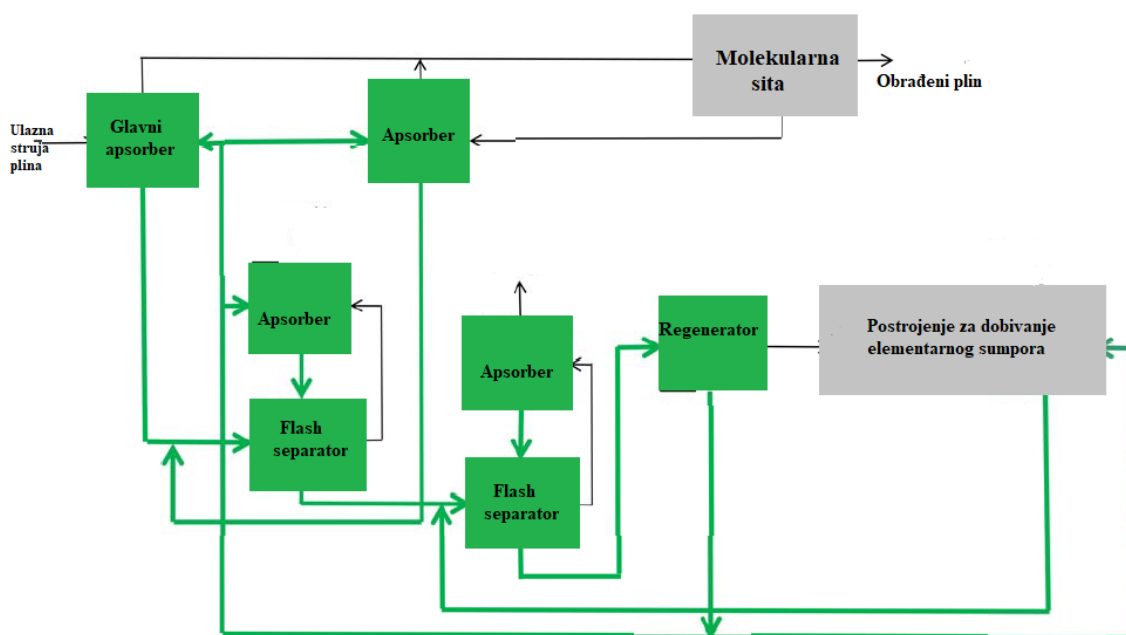 Molekularna
sita
Obrađeni plin
Ulazna
struja
plina
Glavni
apsorber
Apsorber
Apsorber
Regenerator
Postrojenje za dobivanje
elementarnog sumpora
Apsorber
Flash
separator
Flash
separator